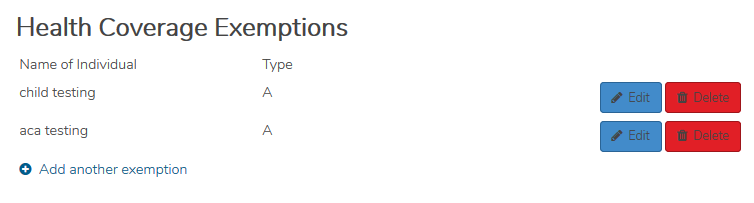 Health Coverage Exemptions
Name of Individual Type
child testing A Edit Delete
aca testing A Edit Delete
Add another exemption